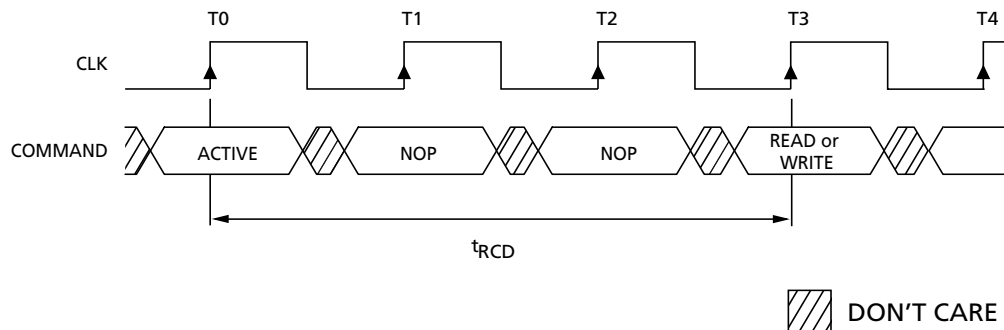 T0 T1 T2 T3 T4
CLK
COMMAND ACTIVE NOP NOP READ or
WRITE
tRCD
DON'T CARE